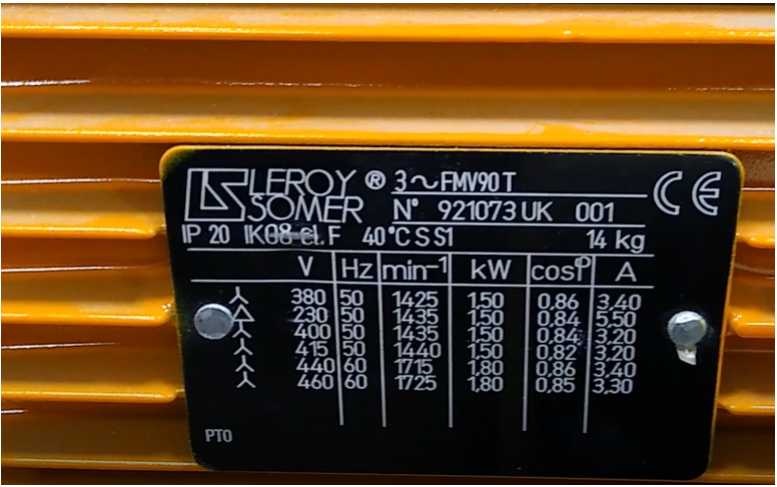 LEROY ® 3~FMV90T CE
SOMER N° 921073 UK 001
IP 20 IK08 cl. F 40°C S S1 14 kg
V Hz min-1 kW cosφ A
380 50 1425 1,50 0,86 3,40
230 50 1435 1,50 0,84 5,50
400 50 1435 1,50 0,84 3,20
415 50 1440 1,50 0,82 3,20
440 60 1715 1,80 0,86 3,40
460 60 1725 1,80 0,85 3,30
PTO